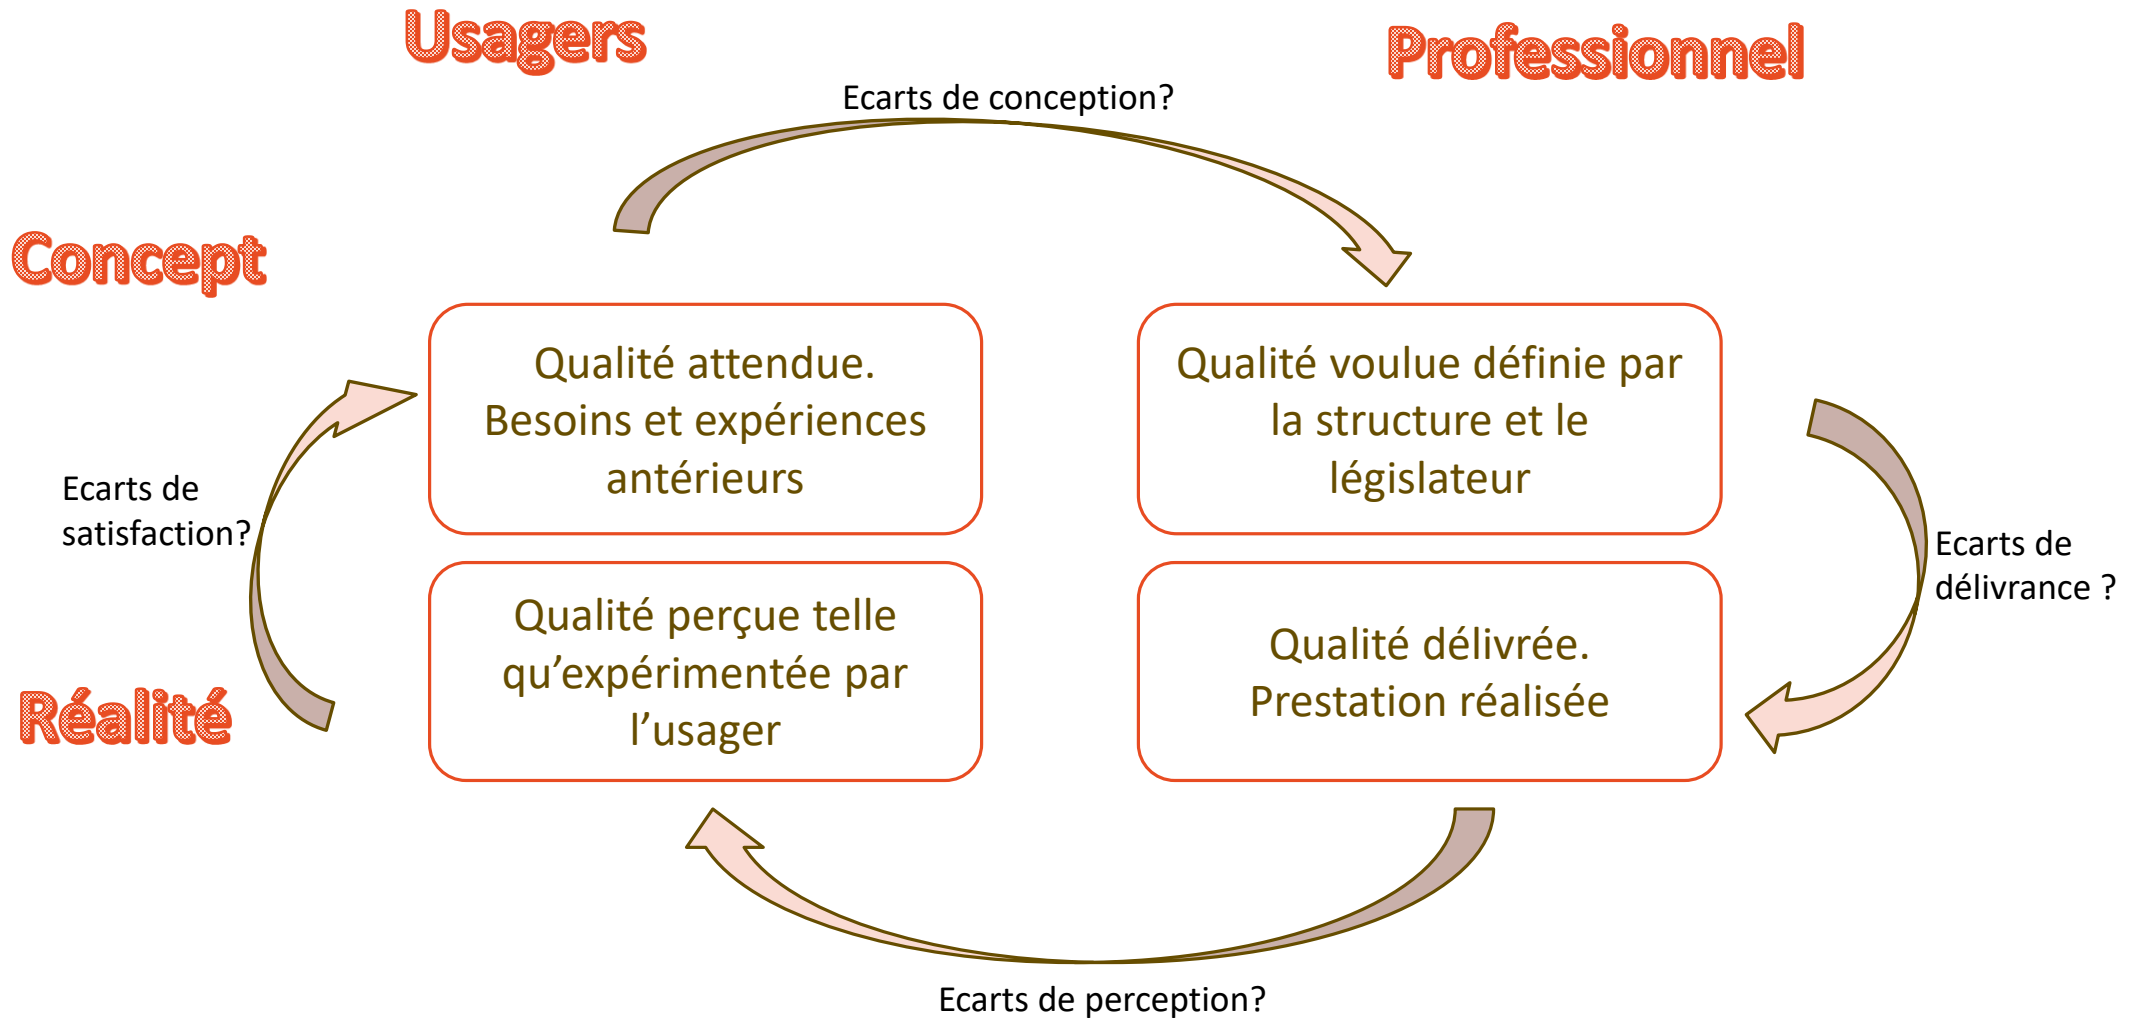 Usagers
Professionnel
Ecarts de conception?
Concept
Qualité attendue.
Besoins et expériences
antérieurs
Qualité voulue définie par
la structure et le
législateur
Ecarts de
satisfaction?
Ecarts de
délivrance ?
Qualité perçue telle
qu’expérimentée par
l’usager
Qualité délivrée.
Prestation réalisée
Réalité
Ecarts de perception?